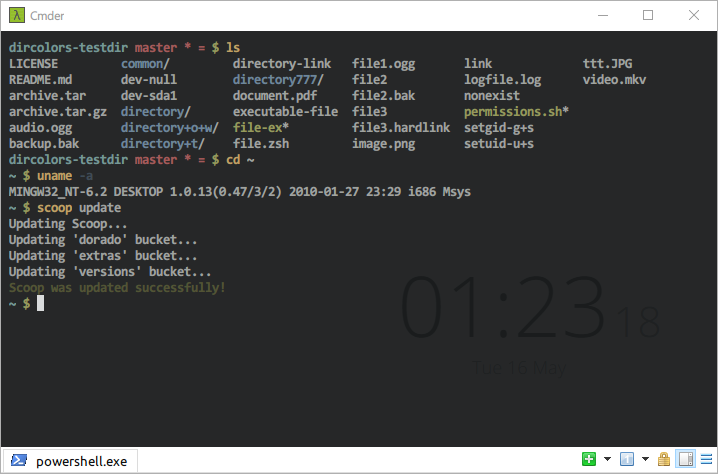 Cmder
dircolors-testdir master * = $ ls
LICENSE common/ directory-link file1.ogg link ttt.JPG
README.md dev-null directory777/ file2 logfile.log video.mkv
archive.tar dev-sda1 document.pdf file2.bak nonexist
archive.tar.gz directory/ executable-file file3 permissions.sh*
audio.ogg directory+o+w/ file-ex* file3.hardlink setgid-g+s
backup.bak directory+t/ file.zsh image.png setuid-u+s
dircolors-testdir master * = $ cd ~
~ $ uname -a
MINGW32_NT-6.2 DESKTOP 1.0.13(0.47/3/2) 2010-01-27 23:29 i686 Msys
~ $ scoop update
Updating Scoop...
Updating 'dorado' bucket...
Updating 'extras' bucket...
Updating 'versions' bucket...
Scoop was updated successfully!
~ $
01:23 18
Tue 16 May
powershell.exe